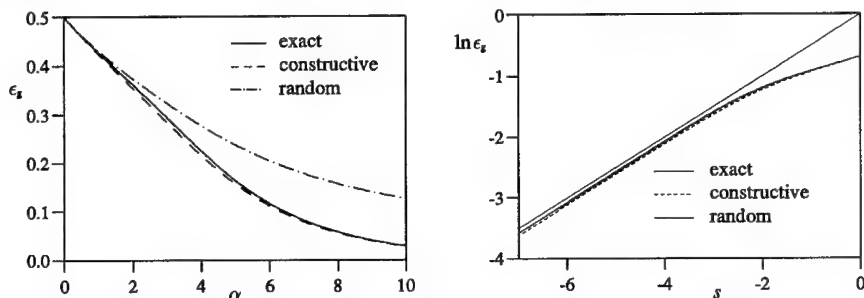 0.5
0.4
ϵg
0.3
0.2
0.1
0.0
exact
constructive
random
0
2
α
4
6
8
10
0
ln ϵg
-1
-2
-3
-4
exact
constructive
random
-6
-4
s
-2
0